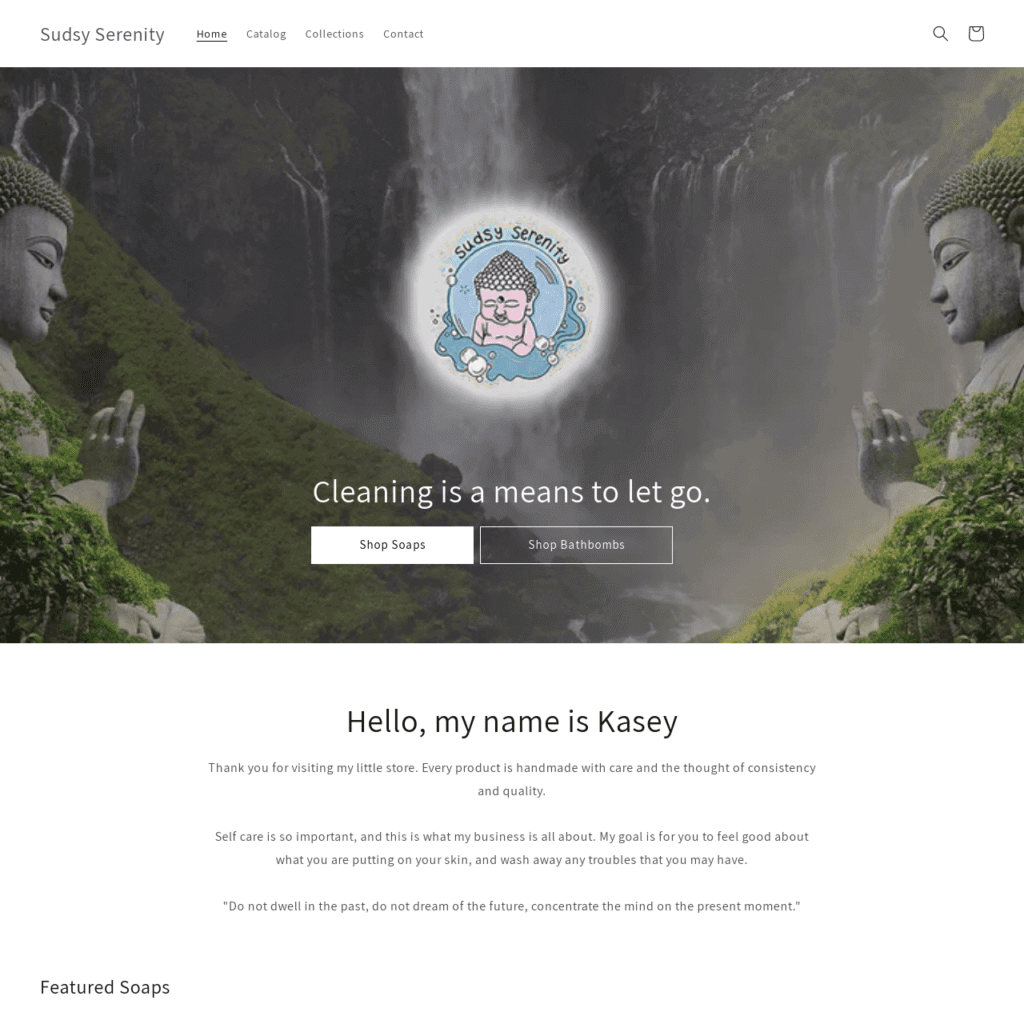 Sudsy Serenity
Home Catalog Collections Contact
Sudsy Serenity
Cleaning is a means to let go.
Shop Soaps
Shop Bathbombs
Hello, my name is Kasey
Thank you for visiting my little store. Every product is handmade with care and the thought of consistency
and quality.
Self care is so important, and this is what my business is all about. My goal is for you to feel good about
what you are putting on your skin, and wash away any troubles that you may have.
"Do not dwell in the past, do not dream of the future, concentrate the mind on the present moment."
Featured Soaps